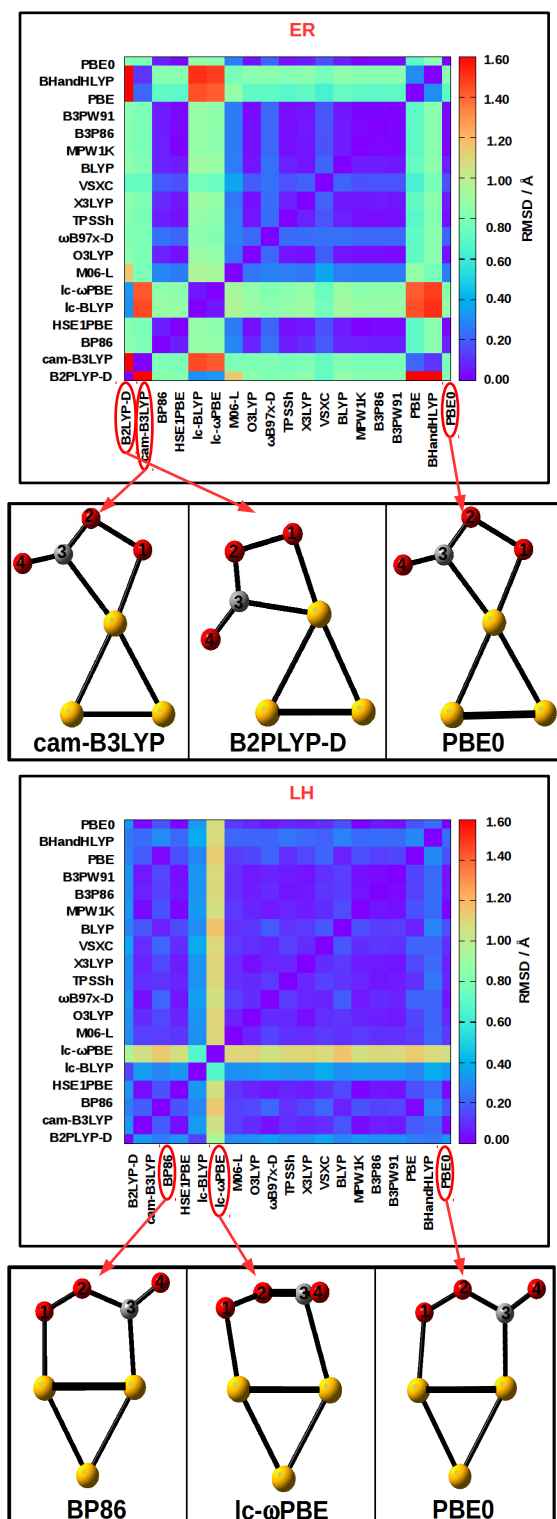 ER
PBE0
BHandHLYP
PBE
B3PW91
B3P86
MPW1K
BLYP
VSXC
X3LYP
TPSSh
ωB97x-D
O3LYP
M06-L
lc-ωPBE
lc-BLYP
HSE1PBE
BP86
cam-B3LYP
B2PLYP-D
1.60
1.40
1.20
1.00
0.80
0.60
0.40
0.20
0.00
RMSD / Å
B2LYP-D
cam-B3LYP
BP86
HSE1PBE
lc-BLYP
lc-ωPBE
M06-L
O3LYP
ωB97x-D
TPSSh
X3LYP
VSXC
BLYP
MPW1K
B3P86
B3PW91
PBE
BHandHLYP
PBE0
2 1 3 4
1 2 3 4
2 1 3 4
cam-B3LYP B2PLYP-D PBE0
LH
PBE0
BHandHLYP
PBE
B3PW91
B3P86
MPW1K
BLYP
VSXC
X3LYP
TPSSh
ωB97x-D
O3LYP
M06-L
lc-ωPBE
lc-BLYP
HSE1PBE
BP86
cam-B3LYP
B2PLYP-D
1.60
1.40
1.20
1.00
0.80
0.60
0.40
0.20
0.00
RMSD / Å
B2LYP-D
cam-B3LYP
BP86
HSE1PBE
lc-BLYP
lc-ωPBE
M06-L
O3LYP
ωB97x-D
TPSSh
X3LYP
VSXC
BLYP
MPW1K
B3P86
B3PW91
PBE
BHandHLYP
PBE0
1 2 3 4
1 2 3 4
1 2 3 4
BP86 lc-ωPBE PBE0